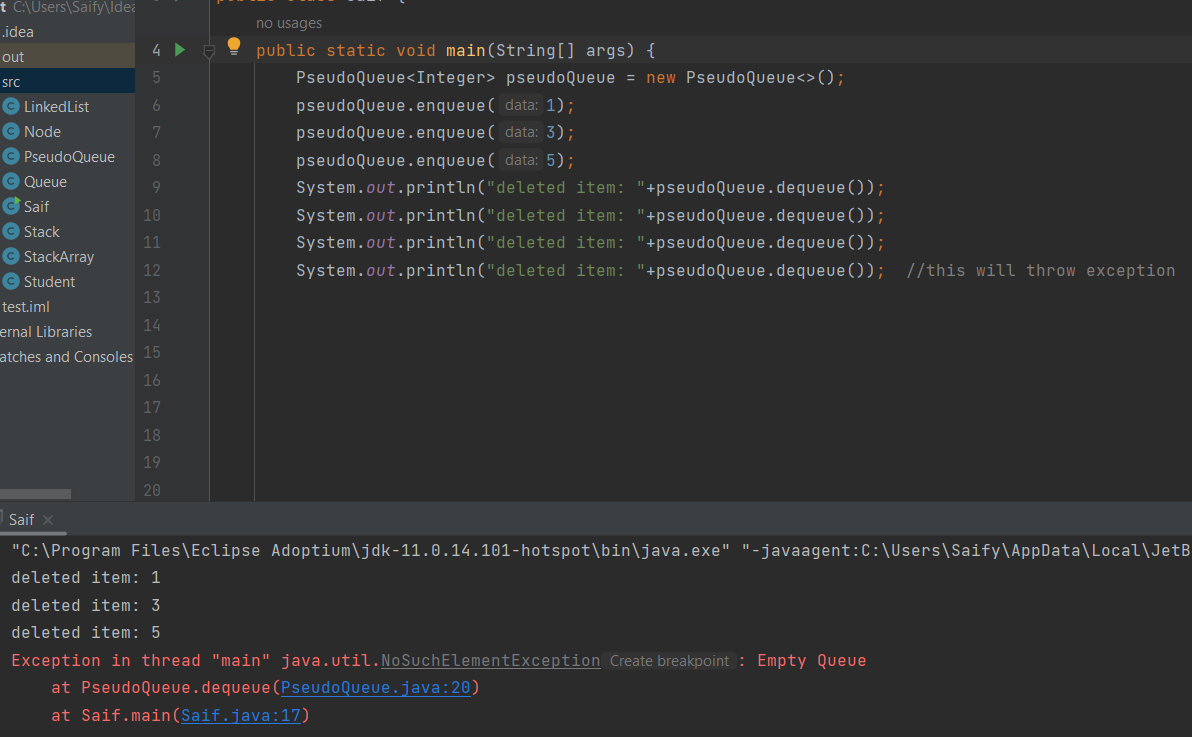 t C:\Users\Saify\Idea
.idea
out
src
LinkedList
Node
PseudoQueue
Queue
Saif
Stack
StackArray
Student
test.iml
ernal Libraries
atches and Consoles
no usages
4 public static void main(String[] args) {
5 PseudoQueue<Integer> pseudoQueue = new PseudoQueue<>();
6 pseudoQueue.enqueue( data: 1);
7 pseudoQueue.enqueue( data: 3);
8 pseudoQueue.enqueue( data: 5);
9 System.out.println("deleted item: "+pseudoQueue.dequeue());
10 System.out.println("deleted item: "+pseudoQueue.dequeue());
11 System.out.println("deleted item: "+pseudoQueue.dequeue());
12 System.out.println("deleted item: "+pseudoQueue.dequeue()); //this will throw exception
13
14
15
16
17
18
19
20
Saif
"C:\Program Files\Eclipse Adoptium\jdk-11.0.14.101-hotspot\bin\java.exe" "-javaagent:C:\Users\Saify\AppData\Local\JetB
deleted item: 1
deleted item: 3
deleted item: 5
Exception in thread "main" java.util.NoSuchElementException Create breakpoint : Empty Queue
at PseudoQueue.dequeue(PseudoQueue.java:20)
at Saif.main(Saif.java:17)